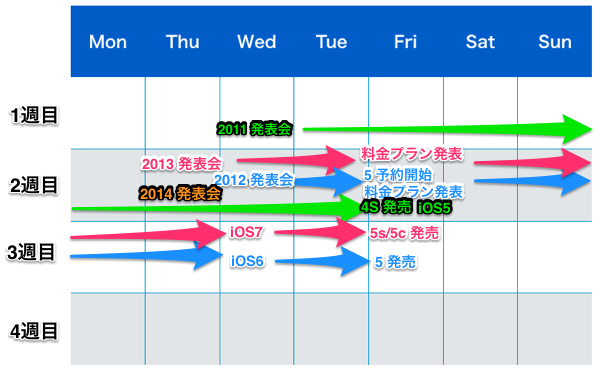 Mon Thu Wed Tue Fri Sat Sun
1週目
2011 発表会
2週目
2013 発表会
料金プラン発表
2012 発表会
5 予約開始
料金プラン発表
2014 発表会
4S 発売 iOS5
3週目
iOS7
5s/5c 発売
iOS6
5 発売
4週目